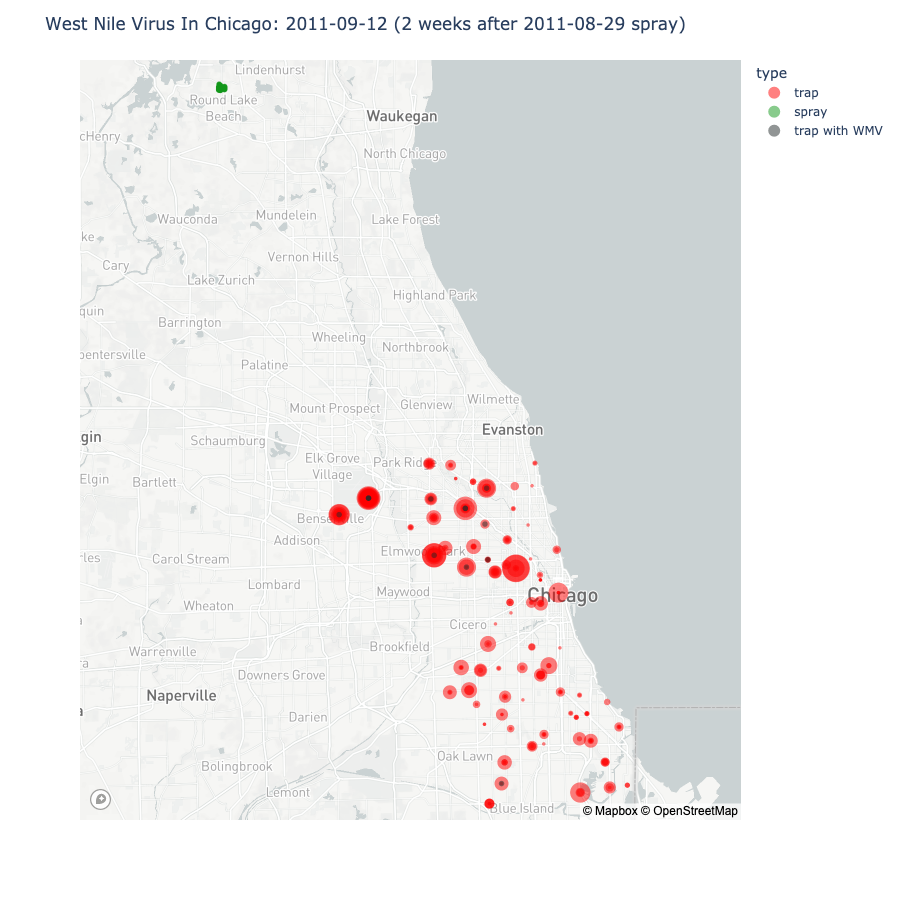 West Nile Virus In Chicago: 2011-09-12 (2 weeks after 2011-08-29 spray)
type
trap
spray
trap with WMV
Lindenhurst
Round Lake
Beach
Waukegan
cHenry
North Chicago
Wauconda
Mundelein
Lake Forest
ke
Vernon Hills
Cary
Lake Zurich
Highland Park
quin
Barrington
Wheeling
Northbrook
pentersville
Palatine
Wilmette
Mount Prospect
Glenview
Evanston
gin
Schaumburg
Elk Grove
Village
Park Ridge
Elgin
Bartlett
Bensenville
Addison
Elmwood Park
rles
Carol Stream
Lombard
Maywood
Chicago
Wheaton
Cicero
Brookfield
Warrenville
ra
Downers Grove
Naperville
a
Darien
Oak Lawn
Bolingbrook
Lemont
Blue Island
© Mapbox © OpenStreetMap